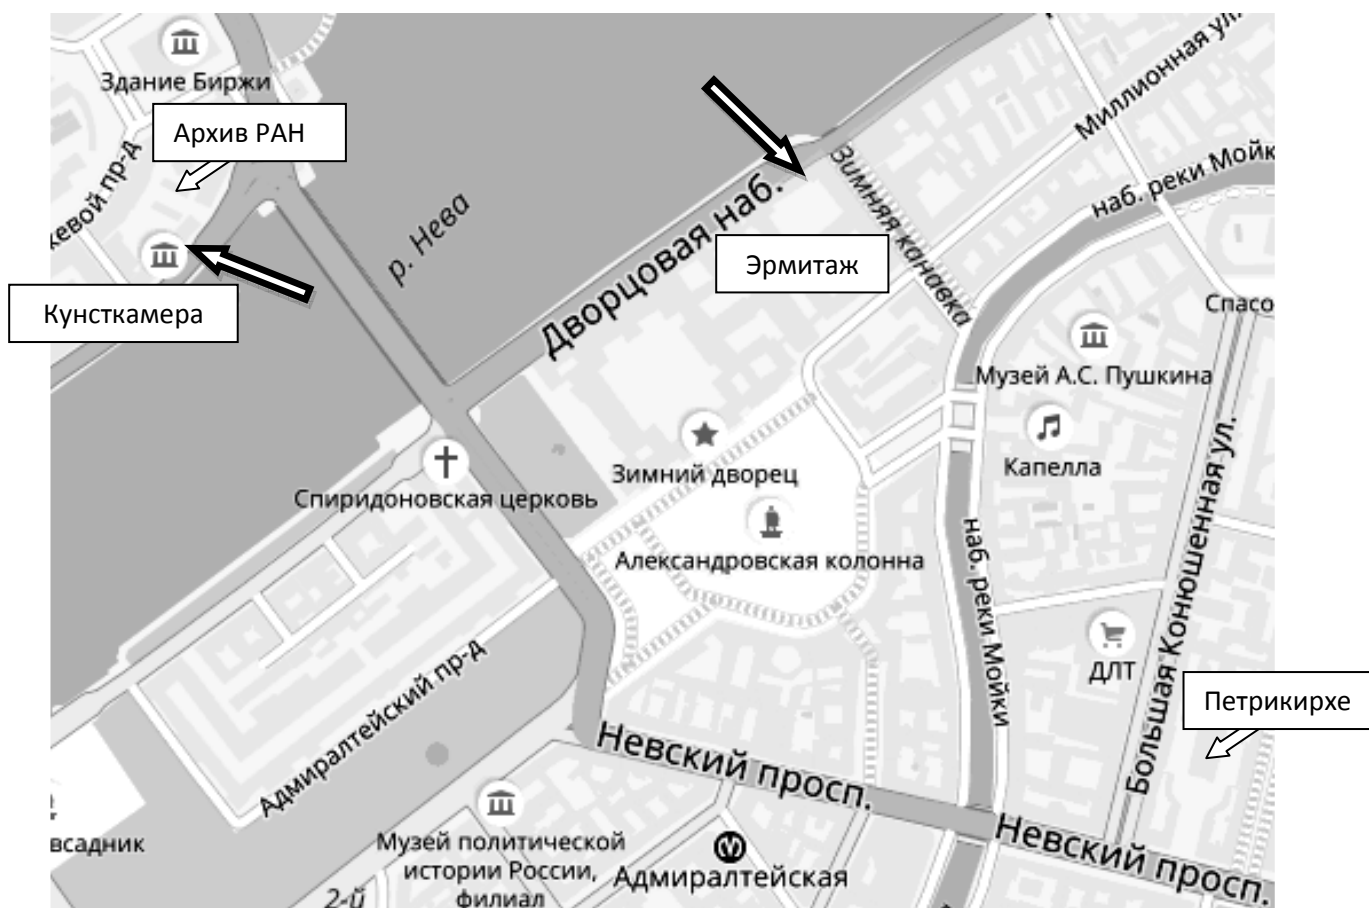 Здание Биржи
Архив РАН
кевой пр-д
Кунсткамера
р. Нева
Дворцовая наб.
Зимняя канавка
Эрмитаж
Миллионная ул.
наб. реки Мойк
Спасо
Музей А.С. Пушкина
Капелла
Зимний дворец
Спиридоновская церковь
Александровская колонна
наб. реки Мойки
Большая Конюшенная ул.
ДЛТ
Петрикирхе
Адмиралтейский пр-д
Невский просп.
Невский просп.
всадник
Музей политической
истории России,
филиал
Адмиралтейская
2-й